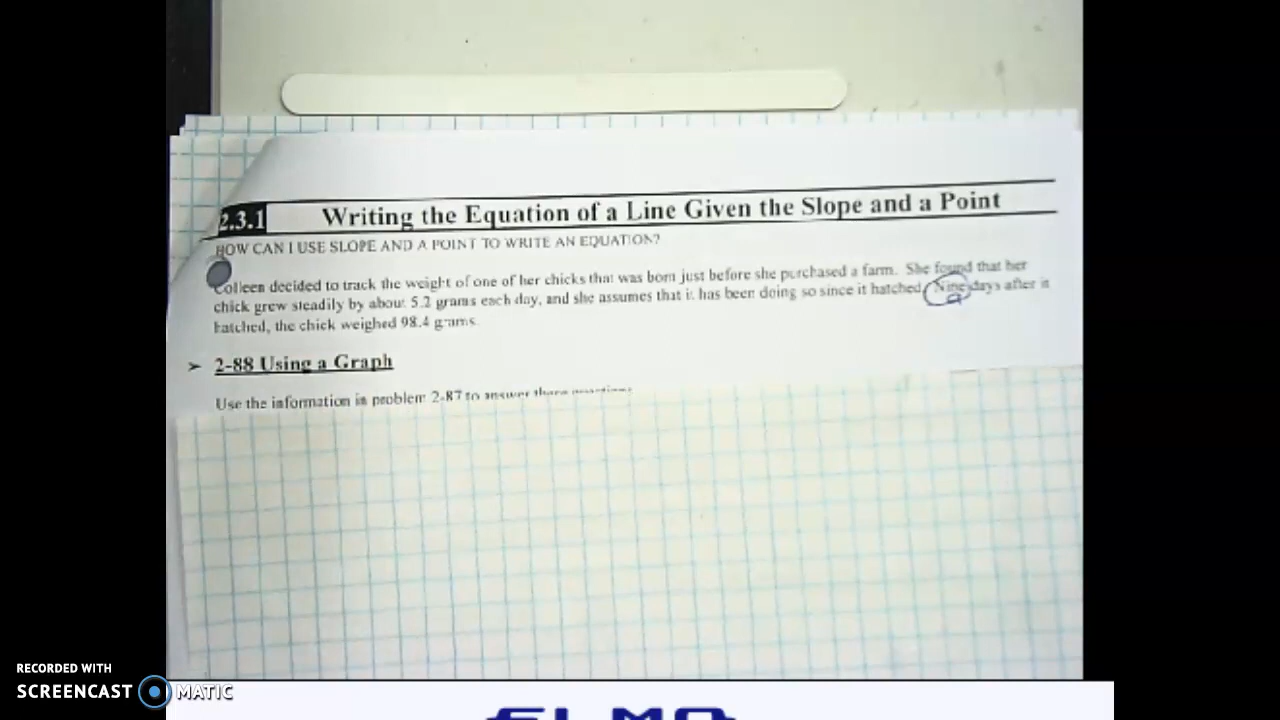 2.3.1 Writing the Equation of a Line Given the Slope and a Point
HOW CAN I USE SLOPE AND A POINT TO WRITE AN EQUATION?
Colleen decided to track the weight of one of her chicks that was born just before she purchased a farm. She found that her
chick grew steadily by about 5.2 grams each day, and she assumes that it has been doing so since it hatched. Nine days after it
hatched, the chick weighed 98.4 grams.
➢ 2-88 Using a Graph
Use the information in problem 2-87 to answer these questions
RECORDED WITH
SCREENCAST MATIC
ELMO